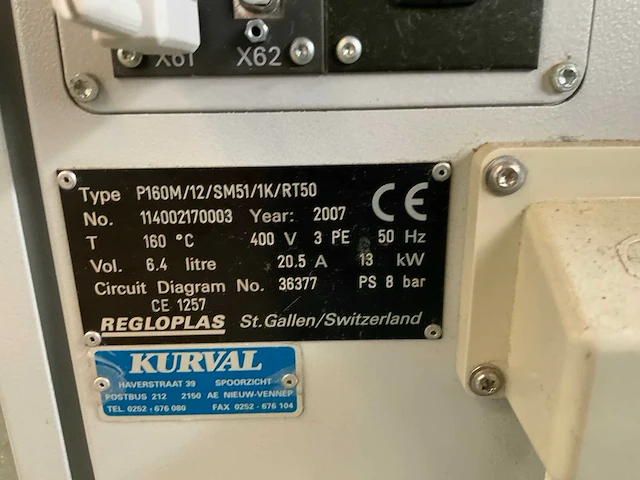 X61 X62
Type P160M/12/SM51/1K/RT50
No. 114002170003 Year: 2007 CE
T 160 °C 400 V 3 PE 50 Hz
Vol. 6.4 litre 20.5 A 13 kW
Circuit Diagram No. 36377 PS 8 bar
CE 1257
REGLOPLAS St.Gallen/Switzerland
KURVAL
HAVERSTRAAT 39 SPOORZICHT
POSTBUS 212 2150 AE NIEUW-VENNEP
TEL. 0252 - 676 080 FAX 0252 - 676 104